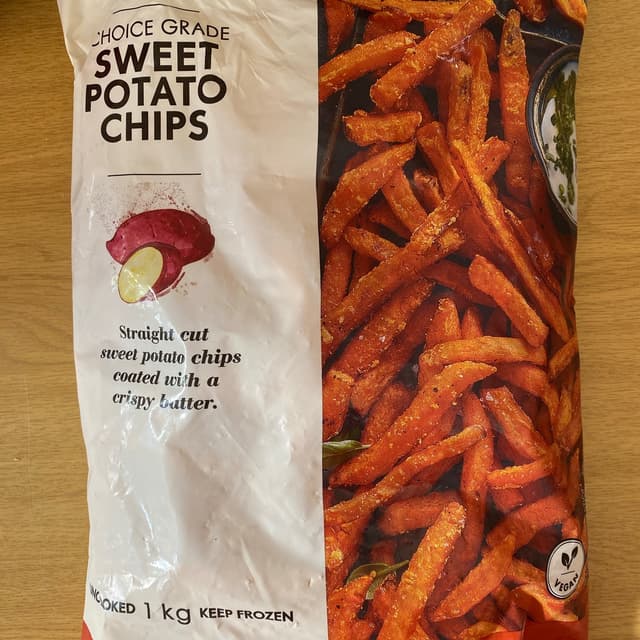 CHOICE GRADE
SWEET
POTATO
CHIPS
Straight cut
sweet potato chips
coated with a
crispy batter.
UNCOOKED 1 kg KEEP FROZEN
VEGAN